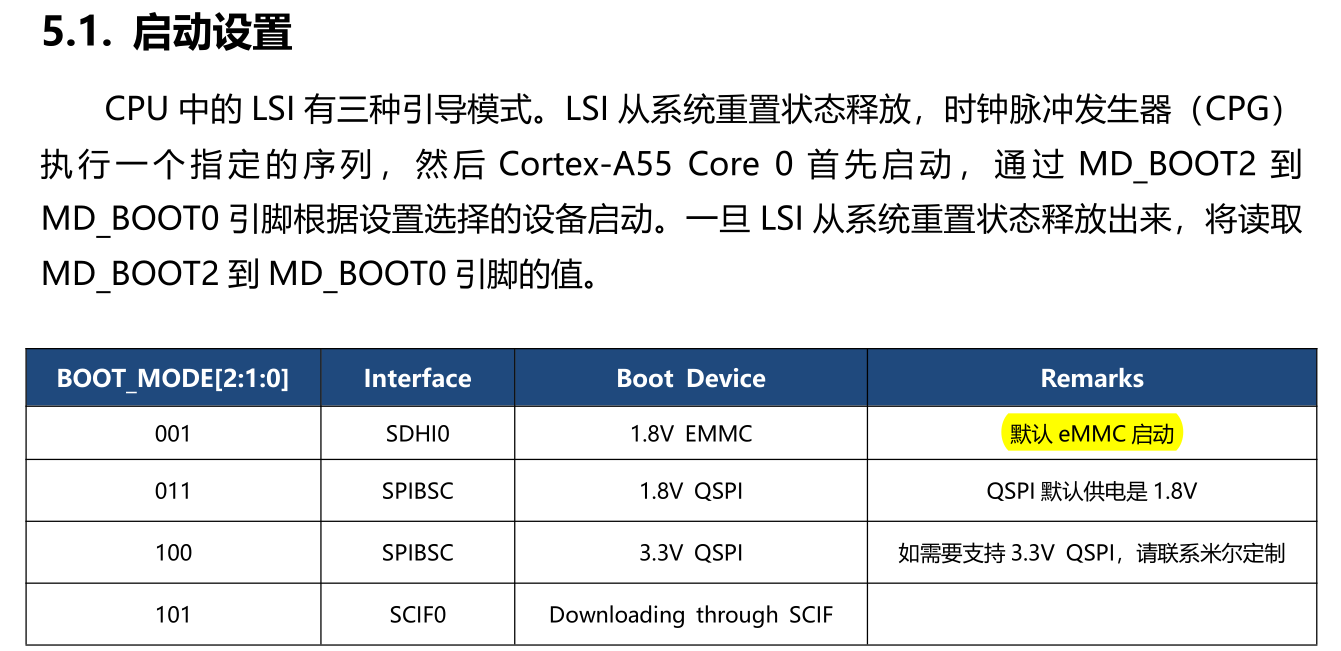 5.1. 启动设置
CPU 中的 LSI 有三种引导模式。LSI 从系统重置状态释放，时钟脉冲发生器（CPG）
执行一个指定的序列，然后 Cortex-A55 Core 0 首先启动，通过 MD_BOOT2 到
MD_BOOT0 引脚根据设置选择的设备启动。一旦 LSI 从系统重置状态释放出来，将读取
MD_BOOT2 到 MD_BOOT0 引脚的值。
BOOT_MODE[2:1:0] Interface Boot Device Remarks
001 SDHI0 1.8V EMMC 默认 eMMC 启动
011 SPIBSC 1.8V QSPI QSPI 默认供电是 1.8V
100 SPIBSC 3.3V QSPI 如需要支持 3.3V QSPI，请联系米尔定制
101 SCIF0 Downloading through SCIF